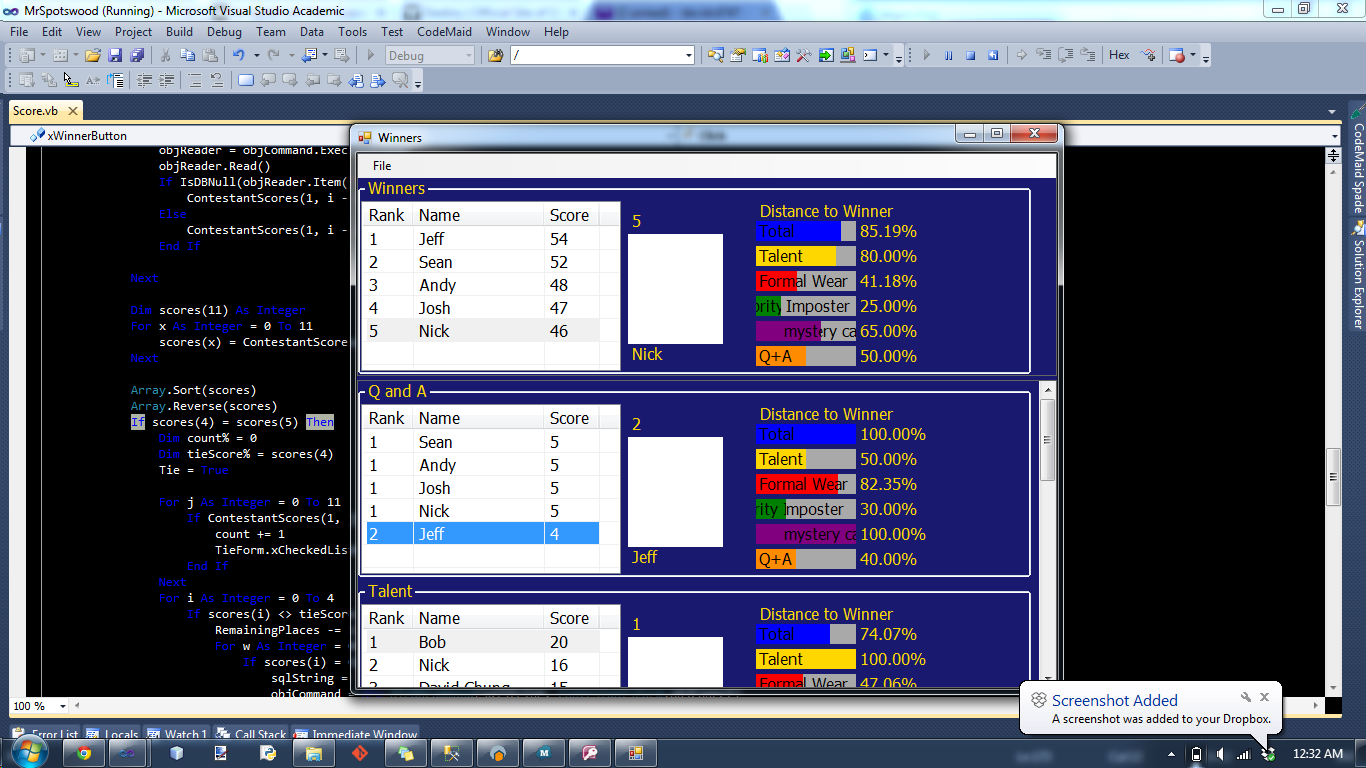 MrSpotswood (Running) - Microsoft Visual Studio Academic
File Edit View Project Build Debug Team Data Tools Test CodeMaid Window Help
Debug
/
Hex
Score.vb
xWinnerButton
objReader = objCommand.Exec
objReader.Read()
If IsDBNull(objReader.Item(
ContestantScores(1, i -
Else
ContestantScores(1, i -
End If
Next
Dim scores(11) As Integer
For x As Integer = 0 To 11
scores(x) = ContestantScore
Next
Array.Sort(scores)
Array.Reverse(scores)
If scores(4) = scores(5) Then
Dim count% = 0
Dim tieScore% = scores(4)
Tie = True
For j As Integer = 0 To 11
If ContestantScores(1,
count += 1
TieForm.xCheckedLis
End If
Next
For i As Integer = 0 To 4
If scores(i) <> tieScor
RemainingPlaces -=
For w As Integer =
If scores(i) =
sqlString =
objCommand =
100 %
Error List Locals Watch 1 Call Stack Immediate Window
CodeMaid Spade
Solution Explorer
Winners
File
Winners
Rank Name Score
1 Jeff 54
2 Sean 52
3 Andy 48
4 Josh 47
5 Nick 46
5
Nick
Distance to Winner
Total 85.19%
Talent 80.00%
Formal Wear 41.18%
ority Imposter 25.00%
mystery ca 65.00%
Q+A 50.00%
Q and A
Rank Name Score
1 Sean 5
1 Andy 5
1 Josh 5
1 Nick 5
2 Jeff 4
2
Jeff
Distance to Winner
Total 100.00%
Talent 50.00%
Formal Wear 82.35%
rity Imposter 30.00%
mystery ca 100.00%
Q+A 40.00%
Talent
Rank Name Score
1 Bob 20
2 Nick 16
2 David Chung 15
1
Distance to Winner
Total 74.07%
Talent 100.00%
Formal Wear 47.06%
Screenshot Added
A screenshot was added to your Dropbox.
12:32 AM